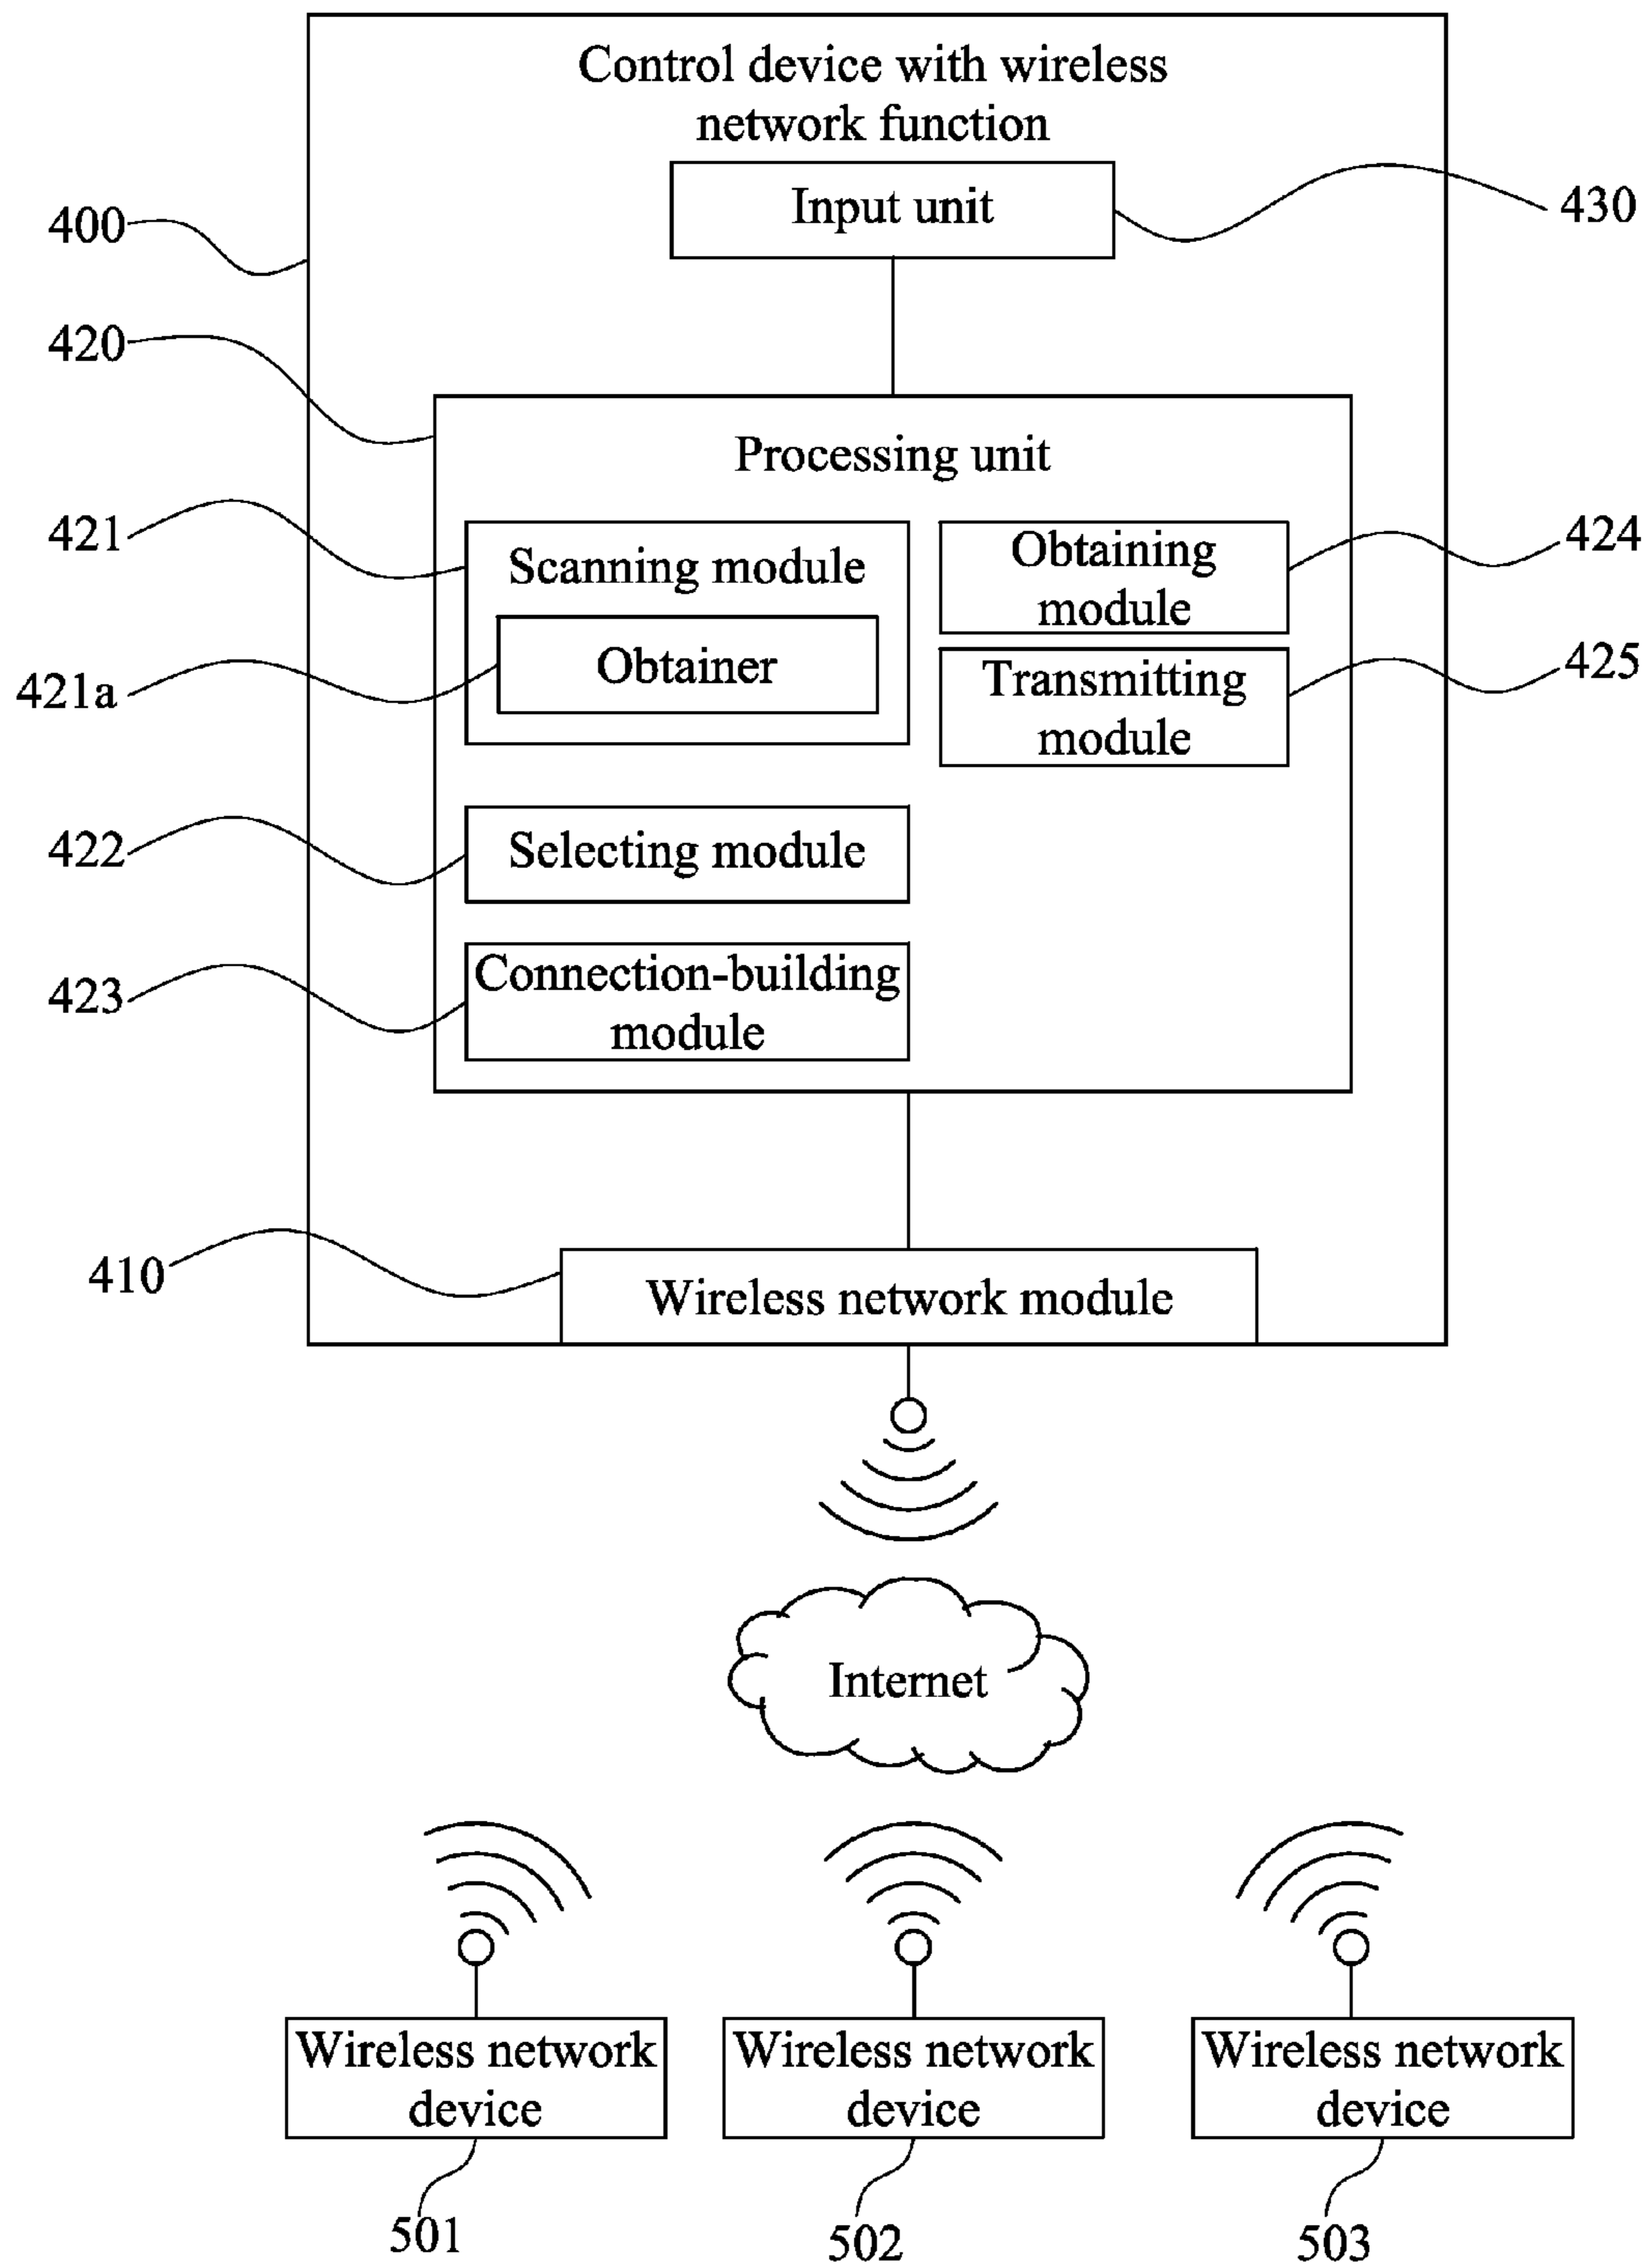 Control device with wireless
network function
Input unit
430
400
420
Processing unit
421
Scanning module
Obtaining
module
424
421a
Obtainer
Transmitting
module
425
422
Selecting module
423
Connection-building
module
410
Wireless network module
Internet
Wireless network
device
Wireless network
device
Wireless network
device
501
502
503